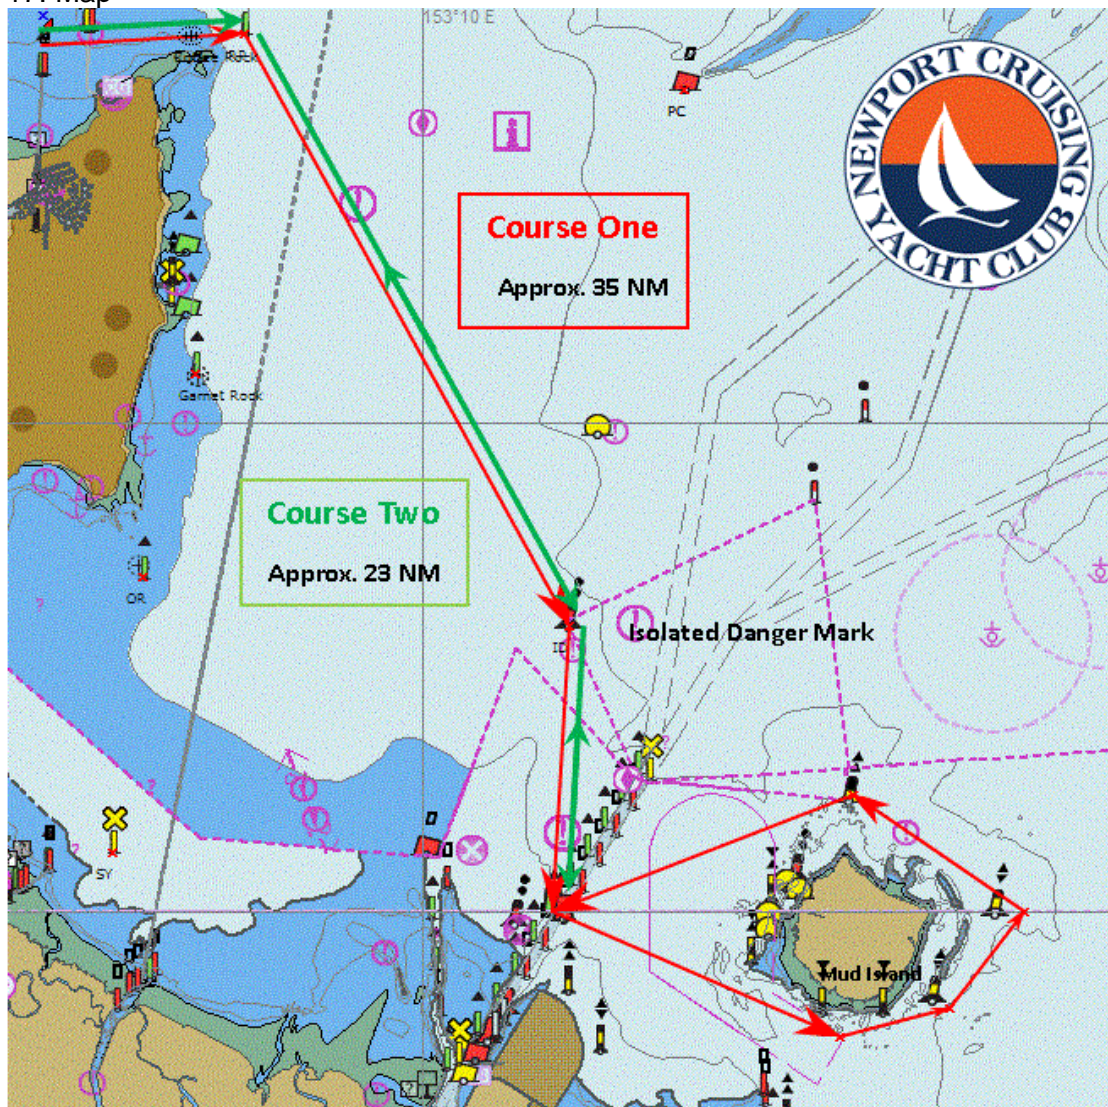 153°10 E
PC
NEWPORT CRUISING
YACHT CLUB
Course One
Approx. 35 NM
Garnet Rock
Course Two
Approx. 23 NM
OR
Isolated Danger Mark
SY
Mud Island